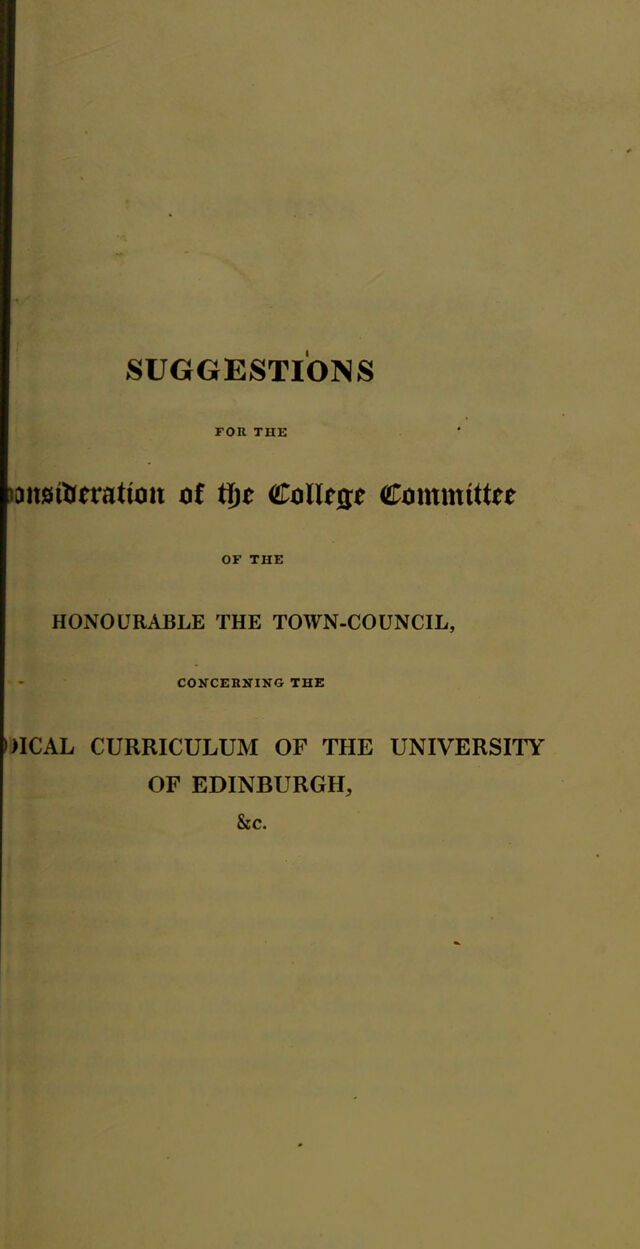 SUGGESTIONS
FOR THE
onsideration of the College Committee
OF THE
HONOURABLE THE TOWN-COUNCIL,
CONCERNING THE
ICAL CURRICULUM OF THE UNIVERSITY
OF EDINBURGH,
&c.